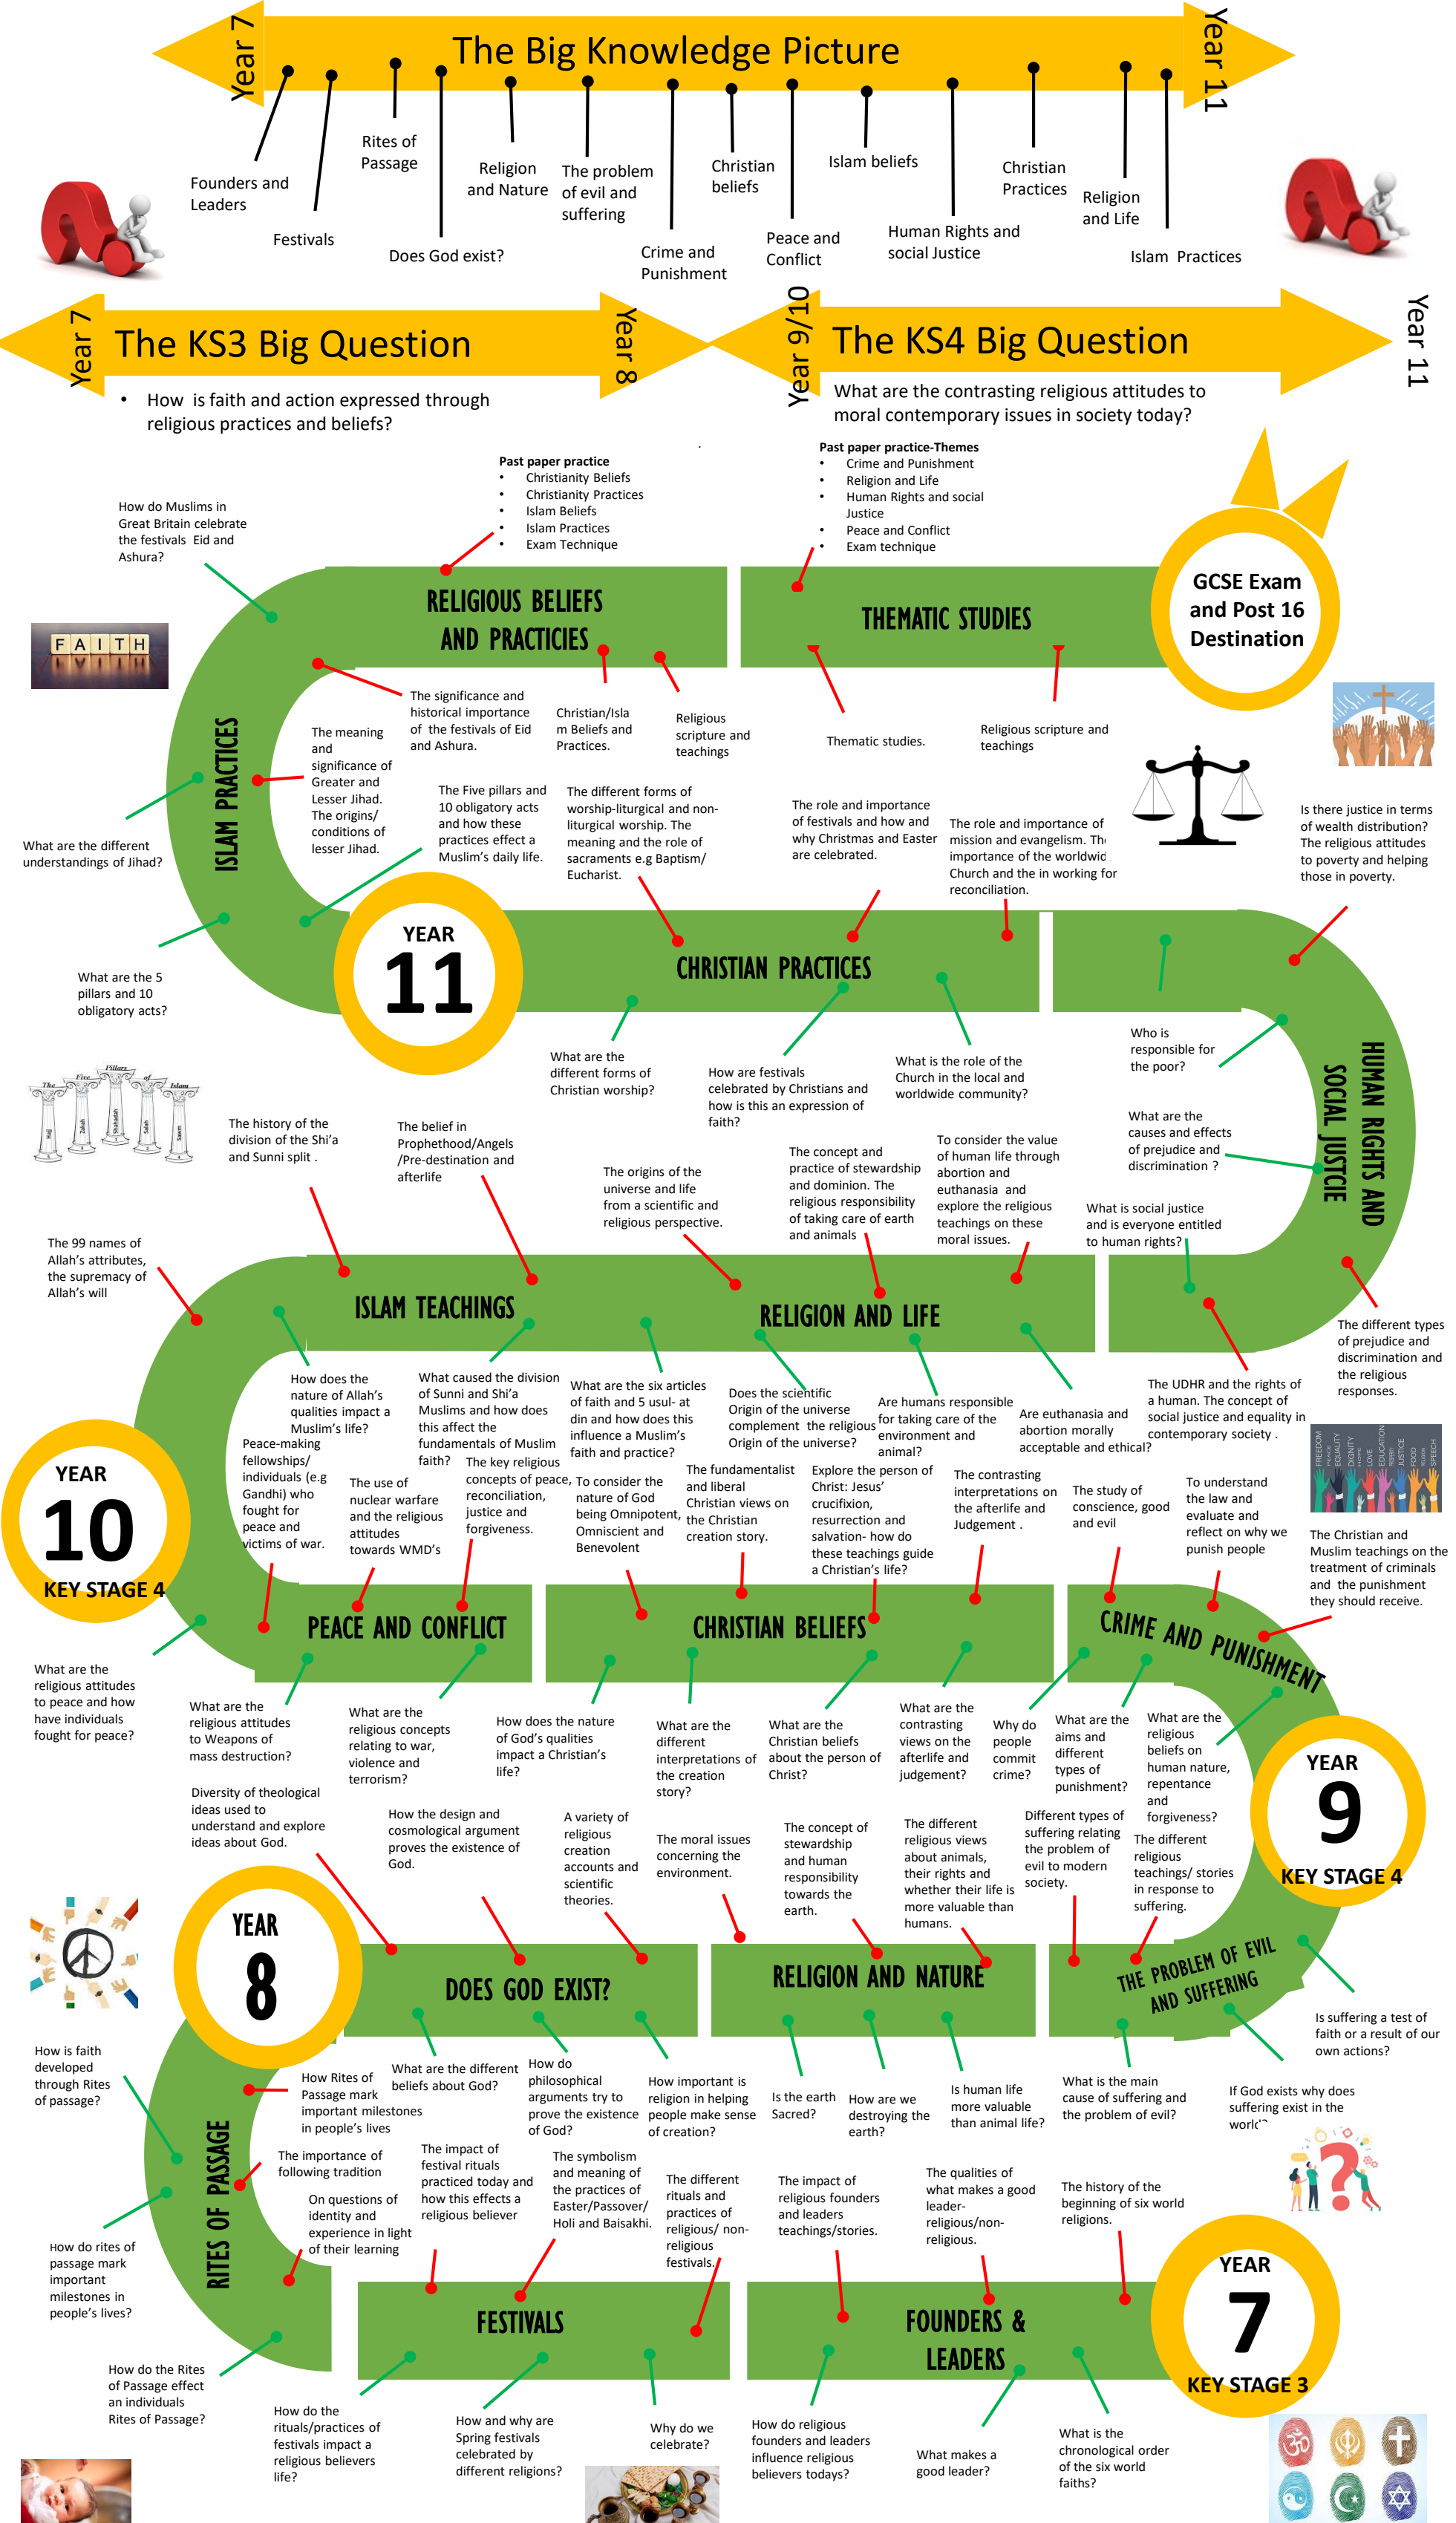 The Big Knowledge Picture
Year 7
Year 11
Founders and
Leaders
Festivals
Rites of
Passage
Does God exist?
Religion
and Nature
The problem
of evil and
suffering
Crime and
Punishment
Christian
beliefs
Peace and
Conflict
Islam beliefs
Human Rights and
social Justice
Christian
Practices
Religion
and Life
Islam Practices
Year 7
The KS3 Big Question
Year 8
• How is faith and action expressed through
religious practices and beliefs?
Year 9/10
The KS4 Big Question
Year 11
What are the contrasting religious attitudes to
moral contemporary issues in society today?
Past paper practice
• Christianity Beliefs
• Christianity Practices
• Islam Beliefs
• Islam Practices
• Exam Technique
Past paper practice-Themes
• Crime and Punishment
• Religion and Life
• Human Rights and social
Justice
• Peace and Conflict
• Exam technique
How do Muslims in
Great Britain celebrate
the festivals Eid and
Ashura?
RELIGIOUS BELIEFS
AND PRACTICIES
THEMATIC STUDIES
GCSE Exam
and Post 16
Destination
FAITH
The significance and
historical importance
of the festivals of Eid
and Ashura.
Christian/Isla
m Beliefs and
Practices.
Religious
scripture and
teachings
Thematic studies.
Religious scripture and
teachings
ISLAM PRACTICES
The meaning
and
significance of
Greater and
Lesser Jihad.
The origins/
conditions of
lesser Jihad.
The Five pillars and
10 obligatory acts
and how these
practices effect a
Muslim's daily life.
The different forms of
worship-liturgical and non-
liturgical worship. The
meaning and the role of
sacraments e.g Baptism/
Eucharist.
The role and importance
of festivals and how and
why Christmas and Easter
are celebrated.
The role and importance of
mission and evangelism. The
importance of the worldwid
Church and the in working for
reconciliation.
Is there justice in terms
of wealth distribution?
The religious attitudes
to poverty and helping
those in poverty.
What are the different
understandings of Jihad?
What are the 5
pillars and 10
obligatory acts?
YEAR
11
CHRISTIAN PRACTICES
What are the
different forms of
Christian worship?
How are festivals
celebrated by Christians and
how is this an expression of
faith?
What is the role of the
Church in the local and
worldwide community?
Who is
responsible for
the poor?
What are the
causes and effects
of prejudice and
discrimination ?
What is social justice
and is everyone entitled
to human rights?
HUMAN RIGHTS AND
SOCIAL JUSTCIE
The Five Pillars of Islam
Hajj
Zakah
Shahadah
Salah
Sawm
The history of the
division of the Shi'a
and Sunni split .
The belief in
Prophethood/Angels
/Pre-destination and
afterlife
The origins of the
universe and life
from a scientific and
religious perspective.
The concept and
practice of stewardship
and dominion. The
religious responsibility
of taking care of earth
and animals
To consider the value
of human life through
abortion and
euthanasia and
explore the religious
teachings on these
moral issues.
The 99 names of
Allah's attributes,
the supremacy of
Allah's will
ISLAM TEACHINGS
RELIGION AND LIFE
The different types
of prejudice and
discrimination and
the religious
responses.
How does the
nature of Allah's
qualities impact a
Muslim's life?
What caused the division
of Sunni and Shi'a
Muslims and how does
this affect the
fundamentals of Muslim
faith?
What are the six articles
of faith and 5 usul- at
din and how does this
influence a Muslim's
faith and practice?
Does the scientific
Origin of the universe
complement the religious
Origin of the universe?
Are humans responsible
for taking care of the
environment and
animal?
Are euthanasia and
abortion morally
acceptable and ethical?
The UDHR and the rights of
a human. The concept of
social justice and equality in
contemporary society .
FREEDOM
PEACE
EQUALITY
DIGNITY
HOPE
LOVE
EDUCATION
JUSTICE
FOOD
SPEECH
YEAR
10
KEY STAGE 4
Peace-making
fellowships/
individuals (e.g
Gandhi) who
fought for
peace and
victims of war.
The use of
nuclear warfare
and the religious
attitudes
towards WMD's
The key religious
concepts of peace,
reconciliation,
justice and
forgiveness.
To consider the
nature of God
being Omnipotent,
Omniscient and
Benevolent
The fundamentalist
and liberal
Christian views on
the Christian
creation story.
Explore the person of
Christ: Jesus'
crucifixion,
resurrection and
salvation- how do
these teachings guide
a Christian's life?
The contrasting
interpretations on
the afterlife and
Judgement .
The study of
conscience, good
and evil
To understand
the law and
evaluate and
reflect on why we
punish people
The Christian and
Muslim teachings on the
treatment of criminals
and the punishment
they should receive.
PEACE AND CONFLICT
CHRISTIAN BELIEFS
CRIME AND PUNISHMENT
What are the
religious attitudes
to peace and how
have individuals
fought for peace?
What are the
religious attitudes
to Weapons of
mass destruction?
What are the
religious concepts
relating to war,
violence and
terrorism?
How does the nature
of God's qualities
impact a Christian's
life?
What are the
different
interpretations of
the creation
story?
What are the
Christian beliefs
about the person of
Christ?
What are the
contrasting
views on the
afterlife and
judgement?
Why do
people
commit
crime?
What are the
aims and
different
types of
punishment?
What are the
religious
beliefs on
human nature,
repentance
and
forgiveness?
YEAR
9
KEY STAGE 4
Diversity of theological
ideas used to
understand and explore
ideas about God.
How the design and
cosmological argument
proves the existence of
God.
A variety of
religious
creation
accounts and
scientific
theories.
The moral issues
concerning the
environment.
The concept of
stewardship
and human
responsibility
towards the
earth.
The different
religious views
about animals,
their rights and
whether their life is
more valuable than
humans.
Different types of
suffering relating
the problem of
evil to modern
society.
The different
religious
teachings/ stories
in response to
suffering.
YEAR
8
DOES GOD EXIST?
RELIGION AND NATURE
THE PROBLEM OF EVIL
AND SUFFERING
Is suffering a test of
faith or a result of our
own actions?
How is faith
developed
through Rites
of passage?
How Rites of
Passage mark
important milestones
in people's lives
What are the different
beliefs about God?
How do
philosophical
arguments try to
prove the existence
of God?
How important is
religion in helping
people make sense
of creation?
Is the earth
Sacred?
How are we
destroying the
earth?
Is human life
more valuable
than animal life?
What is the main
cause of suffering and
the problem of evil?
If God exists why does
suffering exist in the
world?
RITES OF PASSAGE
The importance of
following tradition
On questions of
identity and
experience in light
of their learning
The impact of
festival rituals
practiced today and
how this effects a
religious believer
The symbolism
and meaning of
the practices of
Easter/Passover/
Holi and Baisakhi.
The different
rituals and
practices of
religious/ non-
religious
festivals.
The impact of
religious founders
and leaders
teachings/stories.
The qualities of
what makes a good
leader-
religious/non-
religious.
The history of the
beginning of six world
religions.
How do rites of
passage mark
important
milestones in
people's lives?
FESTIVALS
FOUNDERS &
LEADERS
YEAR
7
KEY STAGE 3
How do the Rites
of Passage effect
an individuals
Rites of Passage?
How do the
rituals/practices of
festivals impact a
religious believers
life?
How and why are
Spring festivals
celebrated by
different religions?
Why do we
celebrate?
How do religious
founders and leaders
influence religious
believers todays?
What makes a
good leader?
What is the
chronological order
of the six world
faiths?